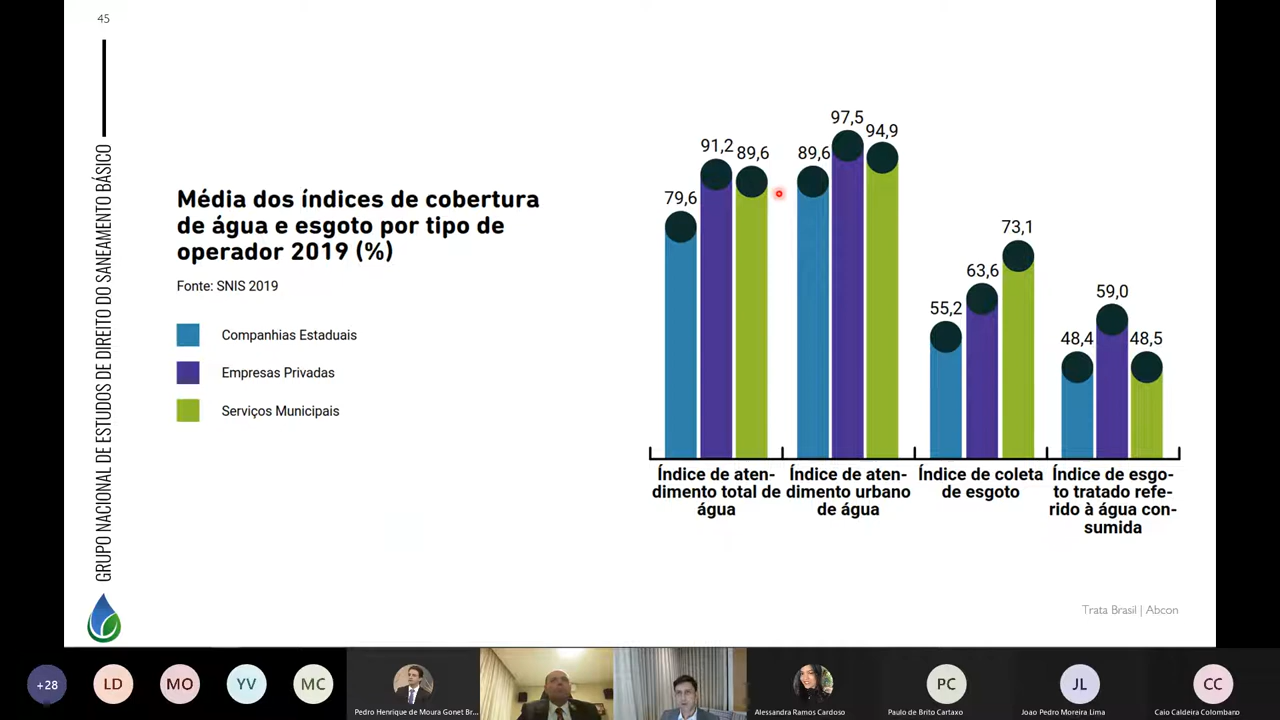 45
GRUPO NACIONAL DE ESTUDOS DE DIREITO DO SANEAMENTO BÁSICO
Média dos índices de cobertura
de água e esgoto por tipo de
operador 2019 (%)
Fonte: SNIS 2019
Companhias Estaduais
Empresas Privadas
Serviços Municipais
79,6
91,2
89,6
89,6
97,5
94,9
55,2
63,6
73,1
48,4
59,0
48,5
Índice de aten-
dimento total de
água
Índice de aten-
dimento urbano
de água
Índice de coleta
de esgoto
Índice de esgo-
to tratado refe-
rido à água con-
sumida
Trata Brasil | Abcon
+28
LD
MO
YV
MC
Pedro Henrique de Moura Gonet Br...
Alessandra Ramos Cardoso
PC
Paulo de Brito Cartaxo
JL
Joao Pedro Moreira Lima
CC
Caio Caldeira Colombano